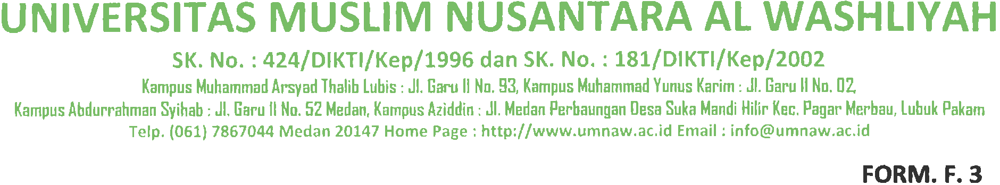 UNIVERSITAS MUSLIM NUSANTARA AL WASHLIYAH
SK. No. : 424/DIKTI/Kep/1996 dan SK. No. : 181/DIKTI/Kep/2002
Kampus Muhammad Arsyad Thalib Lubis : Jl. Garu II No. 93, Kampus Muhammad Yunus Karim : Jl. Garu II No. 02,
Kampus Abdurrahman Syihab : Jl. Garu II No. 52 Medan, Kampus Aziddin : Jl. Medan Perbaungan Desa Suka Mandi Hilir Kec. Pagar Merbau, Lubuk Pakam
Telp. (061) 7867044 Medan 20147 Home Page : http://www.umnaw.ac.id Email : info@umnaw.ac.id
FORM. F. 3